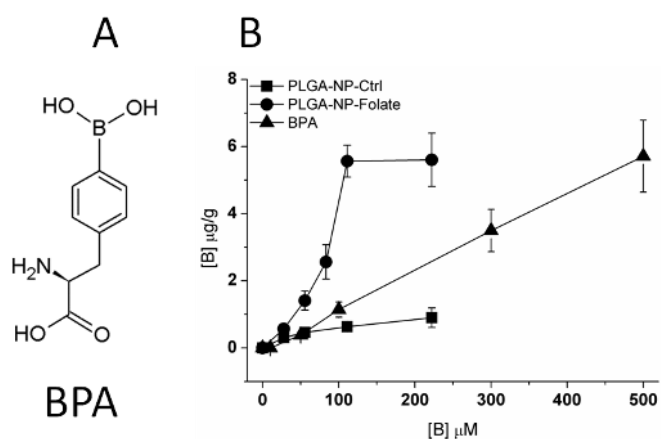 A
B
HO
OH
B
H₂N
HO
O
BPA
PLGA-NP-Ctrl
PLGA-NP-Folate
BPA
8
6
4
2
0
[B] µg/g
0 100 200 300 400 500
[B] µM